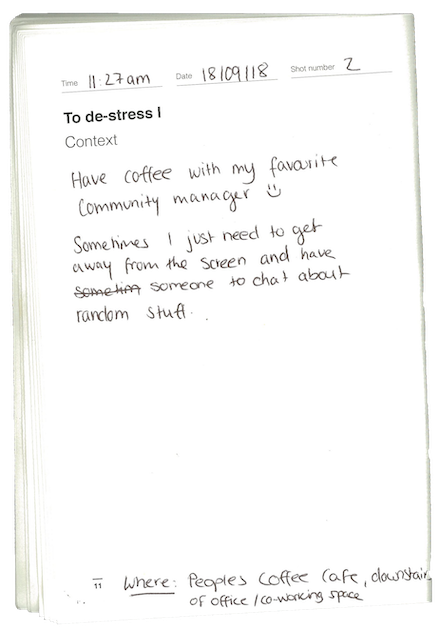 Time 11:27am Date 18/09/18 Shot number 2
To de-stress I
Context
Have coffee with my favourite
Community manager :)
Sometimes I just need to get
away from the screen and have
sometim someone to chat about
random stuff.
11 Where: Peoples Coffee Cafe, downstair
of office/co-working space